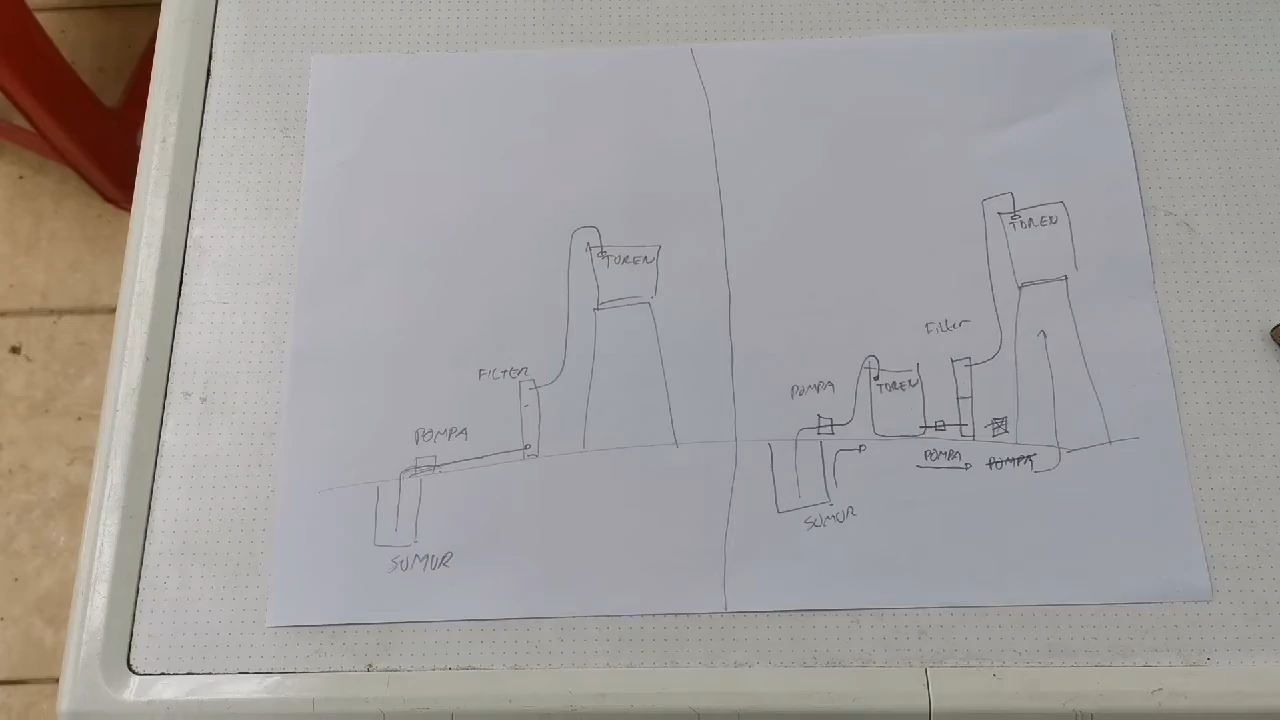 TOREN
FILTER
POMPA
SUMUR
TOREN
Filter
POMPA
TOREN
POMPA
POMPA
SUMUR